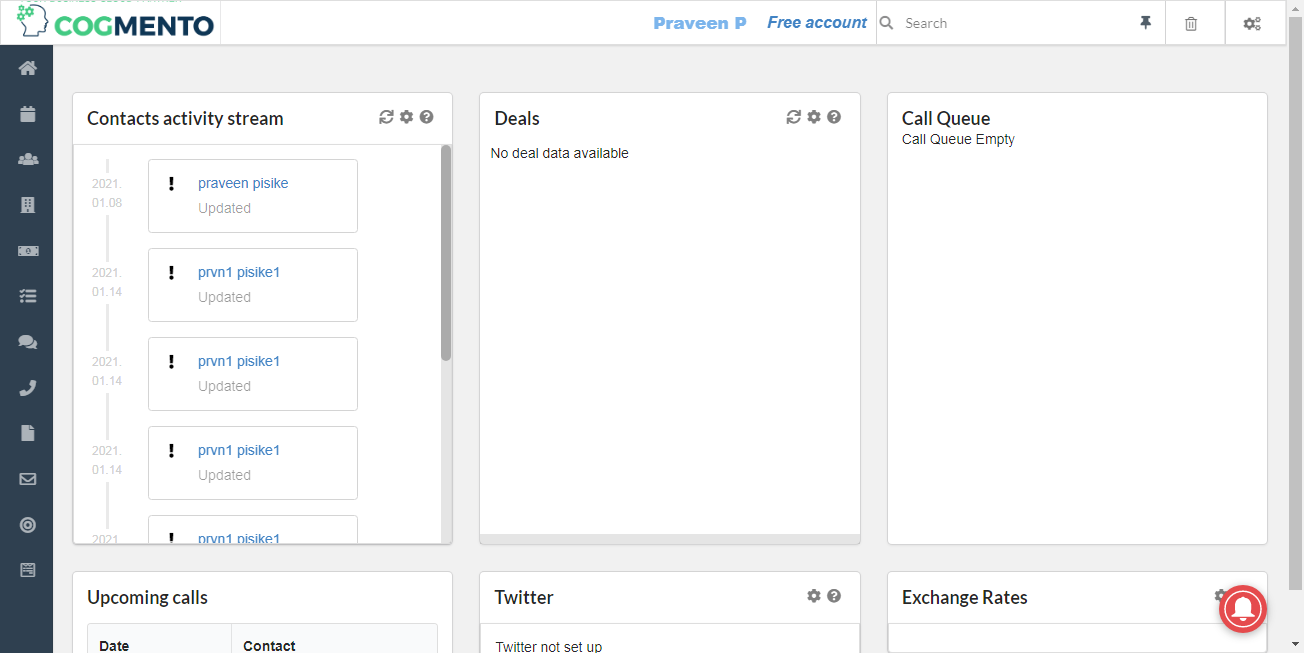 COGMENTO
Praveen P
Free account
Search
Contacts activity stream
2021.
01.08
praveen pisike
Updated
2021.
01.14
prvn1 pisike1
Updated
2021.
01.14
prvn1 pisike1
Updated
2021.
01.14
prvn1 pisike1
Updated
2021.
prvn1 pisike1
Deals
No deal data available
Call Queue
Call Queue Empty
Upcoming calls
Date
Contact
Twitter
Twitter not set up
Exchange Rates